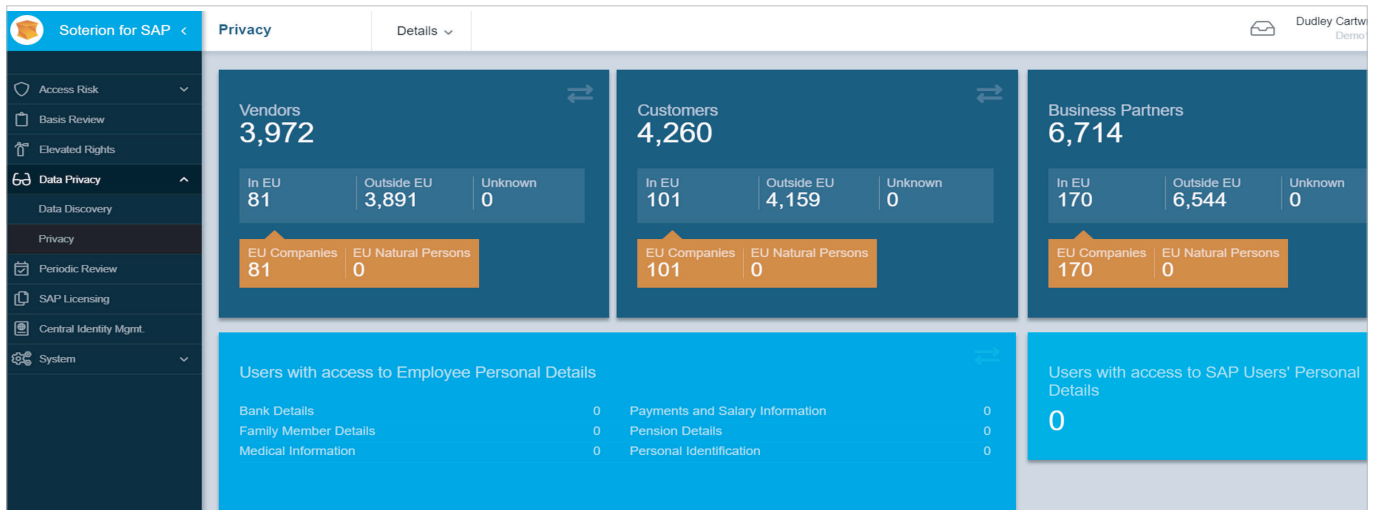 Soterion for SAP
Privacy
Details
Dudley Cartw
Demo
Access Risk
Basis Review
Elevated Rights
Data Privacy
Data Discovery
Privacy
Periodic Review
SAP Licensing
Central Identity Mgmt.
System
Vendors
3,972
In EU Outside EU Unknown
81 3,891 0
EU Companies EU Natural Persons
81 0
Customers
4,260
In EU Outside EU Unknown
101 4,159 0
EU Companies EU Natural Persons
101 0
Business Partners
6,714
In EU Outside EU Unknown
170 6,544 0
EU Companies EU Natural Persons
170 0
Users with access to Employee Personal Details
Bank Details 0 Payments and Salary Information 0
Family Member Details 0 Pension Details 0
Medical Information 0 Personal Identification 0
Users with access to SAP Users' Personal
Details
0